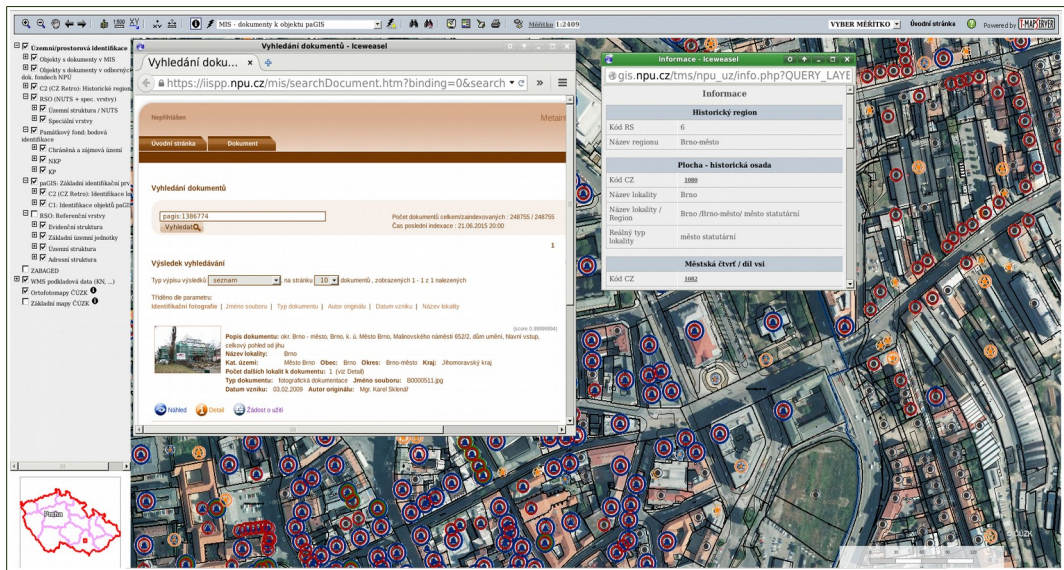 1500 XY
MIS - dokumenty k objektu paGIS
Měřítko 1:2409
VYBER MĚŘÍTKO
Úvodní stránka
Powered by T-MAPSERVER
Územní/prostorová identifikace
Objekty s dokumenty v MIS
Objekty s dokumenty v odborných
dok. fondech NPÚ
C2 (CZ Retro): Historické region
RSO (NUTS + spec. vrstvy)
Územní struktura / NUTS
Speciální vrstvy
Památkový fond: bodová
identifikace
Chráněná a zájmová území
NKP
KP
paGIS: Základní identifikační prv
C2 (CZ Retro): Identifikace lo
C1: Identifikace objektů paGIS
RSO: Referenční vrstvy
Evidenční struktura
Základní územní jednotky
Územní struktura
Adresní struktura
ZABAGED
WMS podkladová data (KN, ...)
Ortofotomapy ČÚZK
Základní mapy ČÚZK
Praha
Vyhledání dokumentů - Iceweasel
Vyhledání doku... ×
https://iispp.npu.cz/mis/searchDocument.htm?binding=0&search
Nepřihlášen
Metainf
Úvodní stránka
Dokument
Vyhledání dokumentů
pagis:1386774
Vyhledat
Počet dokumentů celkem/zaindexovaných : 248755 / 248755
Čas poslední indexace : 21.06.2015 20:00
1
Výsledek vyhledávání
Typ výpisu výsledků seznam na stránku 10 dokumentů , zobrazených 1 - 1 z 1 nalezených
Tříděno dle parametru:
Identifikační fotografie | Jméno souboru | Typ dokumentu | Autor originálu | Datum vzniku | Název lokality
(score 0.99999994)
Popis dokumentu: okr. Brno - město, Brno, k. ú. Město Brno, Malinovského náměstí 652/2, dům umění, hlavní vstup,
celkový pohled od jihu
Název lokality: Brno
Kat. území: Město Brno Obec: Brno Okres: Brno-město Kraj: Jihomoravský kraj
Počet dalších lokalit k dokumentu: 1 (viz Detail)
Typ dokumentu: fotografická dokumentace Jméno souboru: B0000511.jpg
Datum vzniku: 03.02.2009 Autor originálu: Mgr. Karel Sklenář
Náhled
Detail
Žádost o užití
Informace - Iceweasel
gis.npu.cz/tms/npu_uz/info.php?QUERY_LAYE
Informace
Historický region
Kód RS 6
Název regionu Brno-město
Plocha - historická osada
Kód CZ 1080
Název lokality Brno
Název lokality /
Region
Brno /Brno-město/ město statutární
Reálný typ
lokality
město statutární
Městská čtvrť / díl vsi
Kód CZ 1082
© ČÚZK